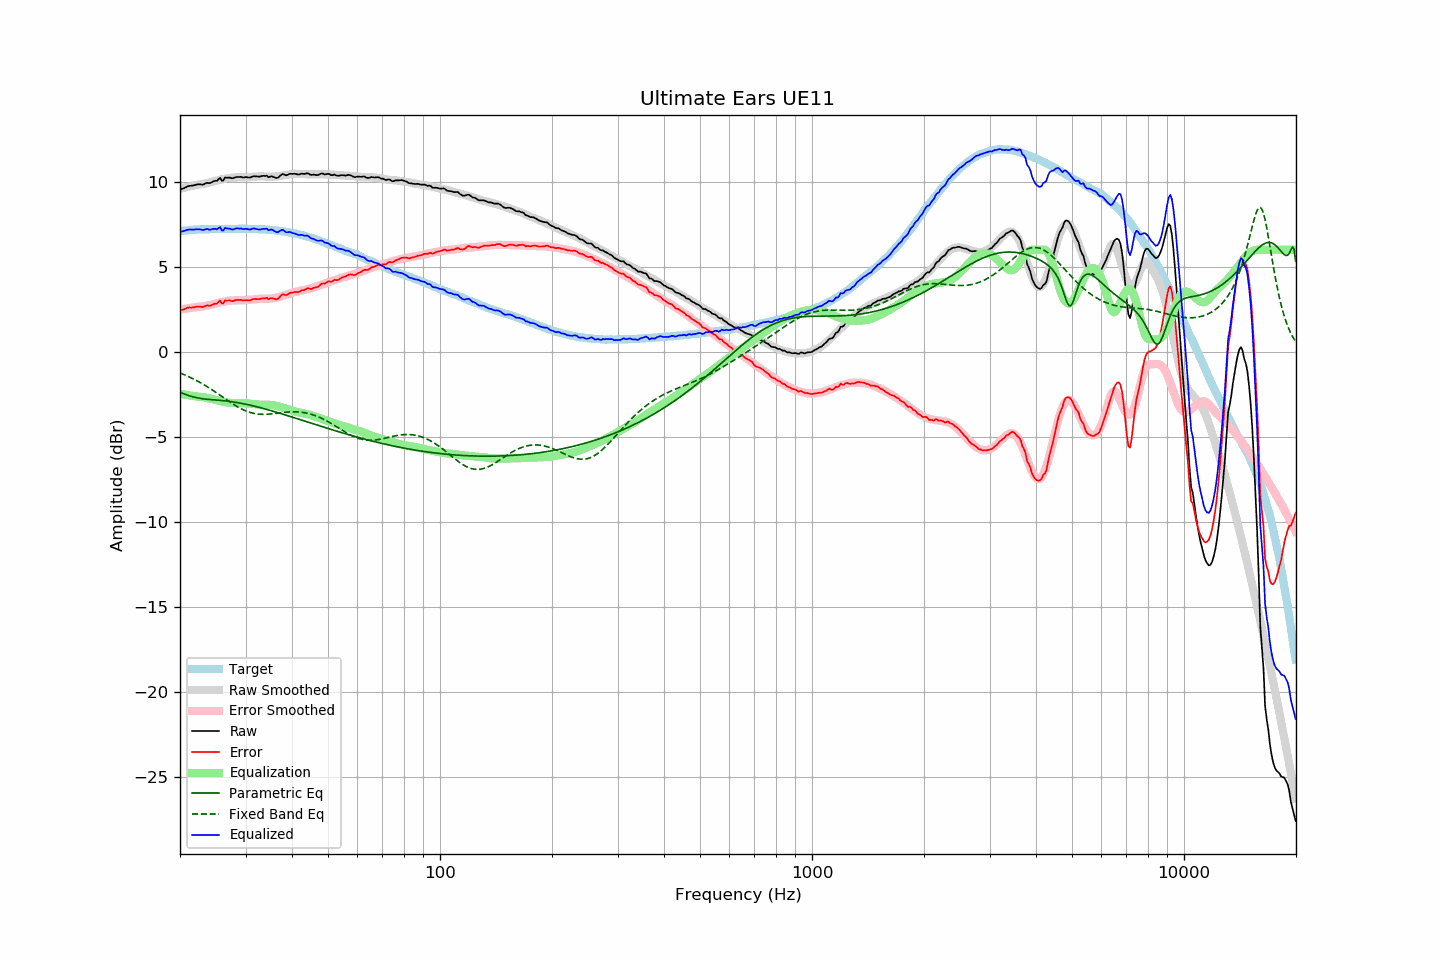 Ultimate Ears UE11
Amplitude (dBr)
10
5
0
−5
−10
−15
−20
−25
Target
Raw Smoothed
Error Smoothed
Raw
Error
Equalization
Parametric Eq
Fixed Band Eq
Equalized
100
1000
10000
Frequency (Hz)